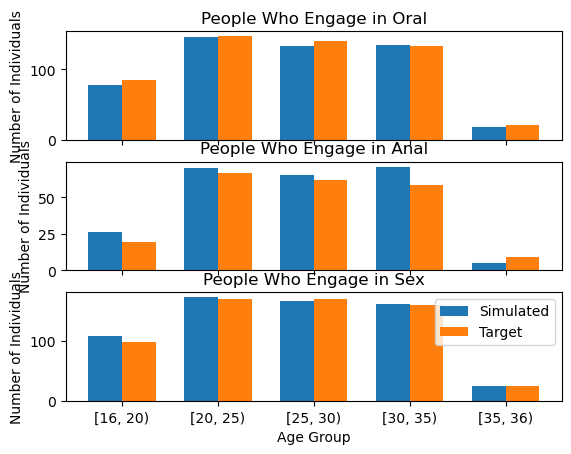 People Who Engage in Oral
Number of Individuals
100
0
People Who Engage in Anal
Number of Individuals
50
25
0
People Who Engage in Sex
Number of Individuals
100
0
Simulated
Target
[16, 20)
[20, 25)
[25, 30)
[30, 35)
[35, 36)
Age Group